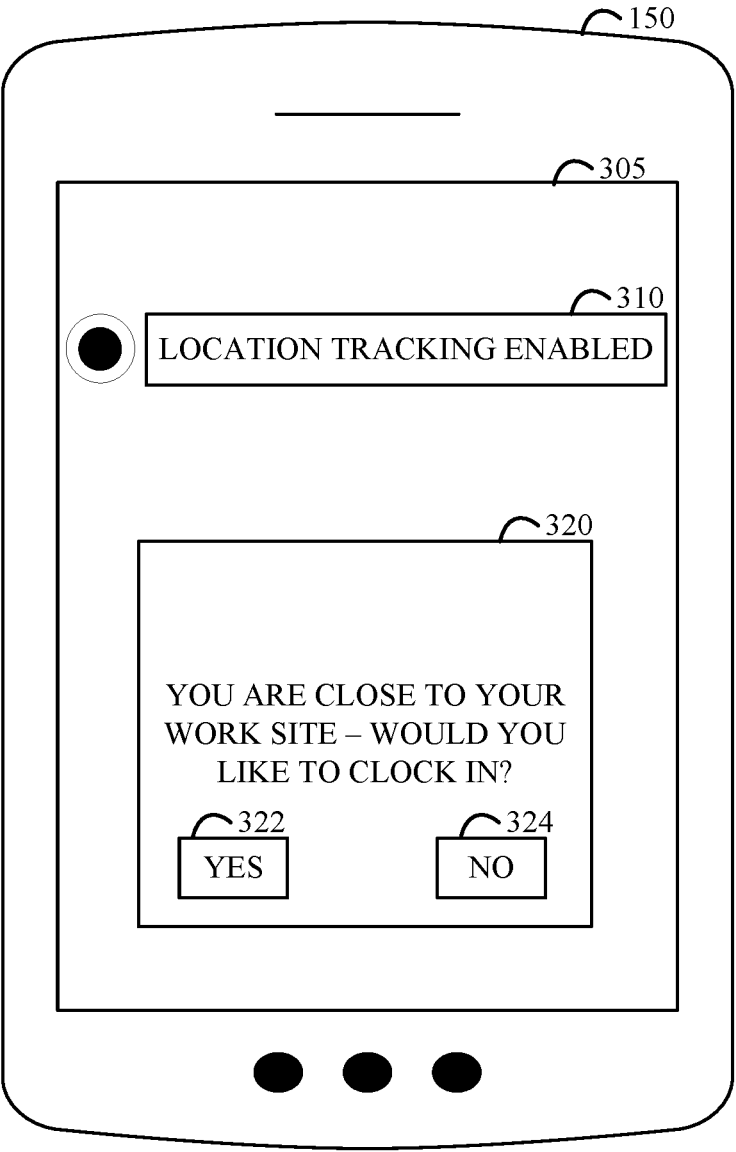 150
305
310
LOCATION TRACKING ENABLED
320
YOU ARE CLOSE TO YOUR
WORK SITE – WOULD YOU
LIKE TO CLOCK IN?
322
324
YES
NO